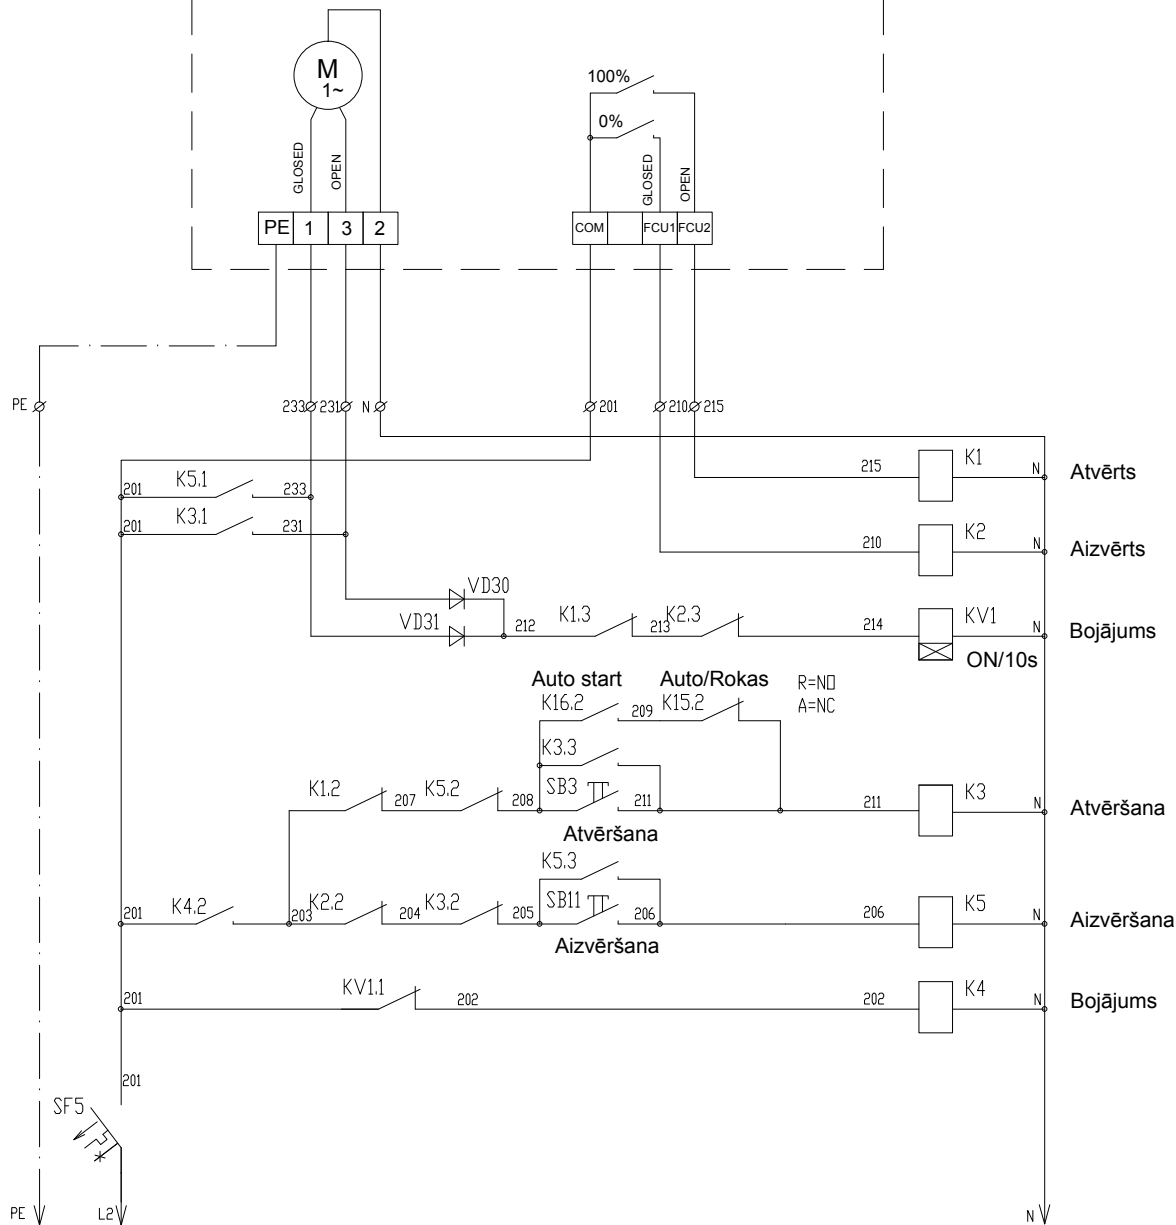 M
1~
100%
0%
GLOSED
OPEN
GLOSED
OPEN
PE 1 3 2
COM FCU1 FCU2
PE 233 231 N 201 210 215
215 K1 N Atvērts
201 K5.1 233
201 K3.1 231
210 K2 N Aizvērts
VD30
VD31 212 K1.3 213 K2.3 214 KV1 N Bojājums
ON/10s
Auto start Auto/Rokas R=NO
K16.2 209 K15.2 A=NC
K3.3
K1.2 207 K5.2 208 SB3 211 211 K3 N Atvēršana
Atvēršana
K5.3
201 K4.2 203 K2.2 204 K3.2 205 SB11 206 206 K5 N Aizvēršana
Aizvēršana
201 KV1.1 202 202 K4 N Bojājums
201
SF5
PE L2 N